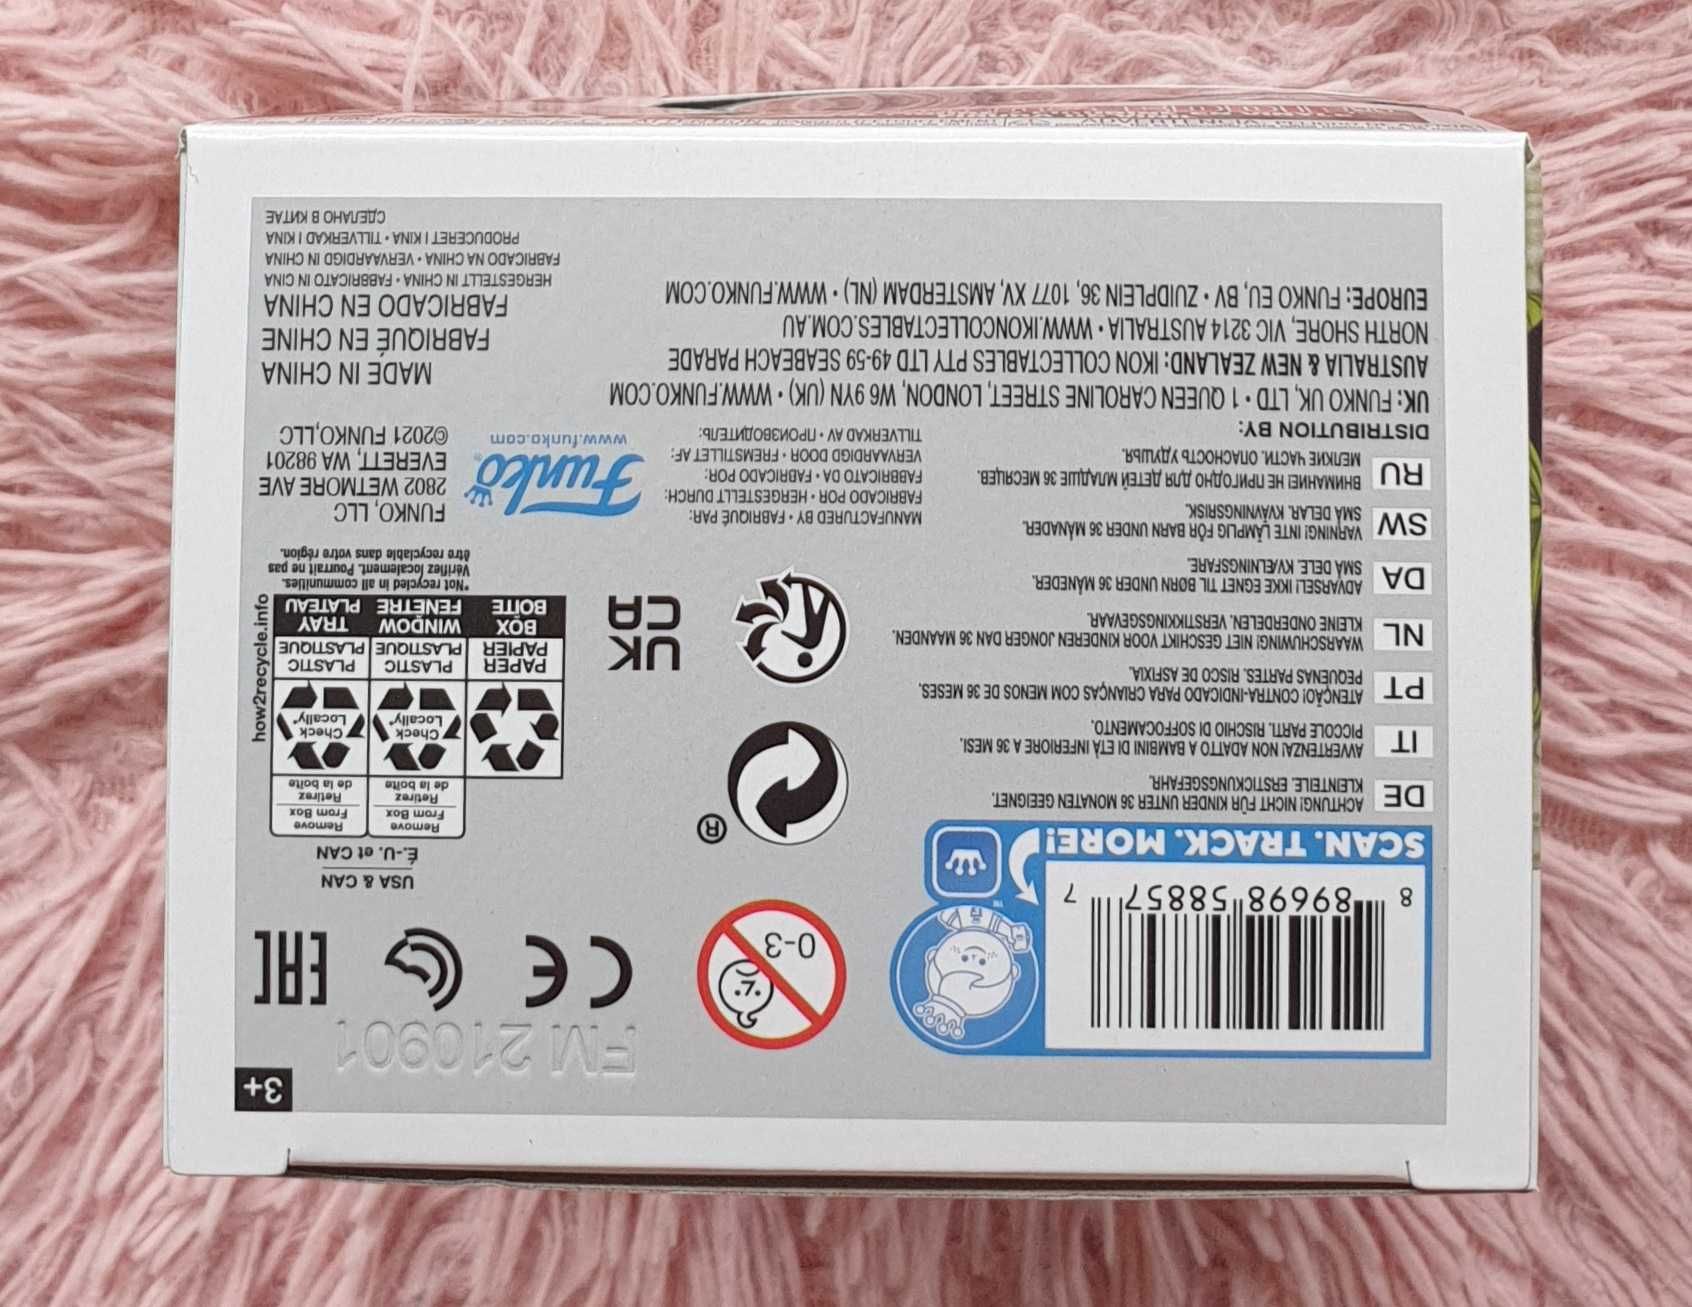 3+
FM 210901
8 89698 58857 7
SCAN. TRACK. MORE!
™
0-3
CE
EAC
USA & CAN
É.-U. et CAN
Remove
From Box
Retirez
de la boîte
Remove
From Box
Retirez
de la boîte
Check
Locally*
Check
Locally*
PAPER
PAPIER
PLASTIC
PLASTIQUE
PLASTIC
PLASTIQUE
BOX
BOÎTE
WINDOW
FENÊTRE
TRAY
PLATEAU
how2recycle.info
*Not recycled in all communities.
Vérifiez localement. Pourrait ne pas
être recyclable dans votre région.
®
UK
CA
DE
ACHTUNG! NICHT FÜR KINDER UNTER 36 MONATEN GEEIGNET.
KLEINTEILE. ERSTICKUNGSGEFAHR.
IT
AVVERTENZA! NON ADATTO A BAMBINI DI ETÀ INFERIORE A 36 MESI.
PICCOLE PARTI. RISCHIO DI SOFFOCAMENTO.
PT
ATENÇÃO! CONTRA-INDICADO PARA CRIANÇAS COM MENOS DE 36 MESES.
PEQUENAS PARTES. RISCO DE ASFIXIA.
NL
WAARSCHUWING! NIET GESCHIKT VOOR KINDEREN JONGER DAN 36 MAANDEN.
KLEINE ONDERDELEN. VERSTIKKINGSGEVAAR.
DA
ADVARSEL! IKKE EGNET TIL BØRN UNDER 36 MÅNEDER.
SMÅ DELE. KVÆLNINGSFARE.
SW
VARNING! INTE LÄMPLIG FÖR BARN UNDER 36 MÅNADER.
SMÅ DELAR. KVÄVNINGSRISK.
RU
ВНИМАНИЕ! НЕ ПРИГОДНО ДЛЯ ДЕТЕЙ МЛАДШЕ 36 МЕСЯЦЕВ.
МЕЛКИЕ ЧАСТИ. ОПАСНОСТЬ УДУШЬЯ.
MANUFACTURED BY • FABRIQUÉ PAR:
FABRICADO POR • HERGESTELLT DURCH:
FABBRICATO DA • FABRICADO POR:
VERVAARDIGD DOOR • FREMSTILLET AF:
TILLVERKAD AV • ПРОИЗВОДИТЕЛЬ:
Funko®
www.funko.com
FUNKO, LLC
2802 WETMORE AVE
EVERETT, WA 98201
©2021 FUNKO,LLC
DISTRIBUTION BY:
UK: FUNKO UK, LTD • 1 QUEEN CAROLINE STREET, LONDON, W6 9YN (UK) • WWW.FUNKO.COM
AUSTRALIA & NEW ZEALAND: IKON COLLECTABLES PTY LTD 49-59 SEABEACH PARADE
NORTH SHORE, VIC 3214 AUSTRALIA • WWW.IKONCOLLECTABLES.COM.AU
EUROPE: FUNKO EU, BV • ZUIDPLEIN 36, 1077 XV, AMSTERDAM (NL) • WWW.FUNKO.COM
MADE IN CHINA
FABRIQUÉ EN CHINE
FABRICADO EN CHINA
HERGESTELLT IN CHINA • FABBRICATO IN CINA
FABRICADO NA CHINA • VERVAARDIGD IN CHINA
PRODUCERET I KINA • TILLVERKAD I KINA
СДЕЛАНО В КИТАЕ